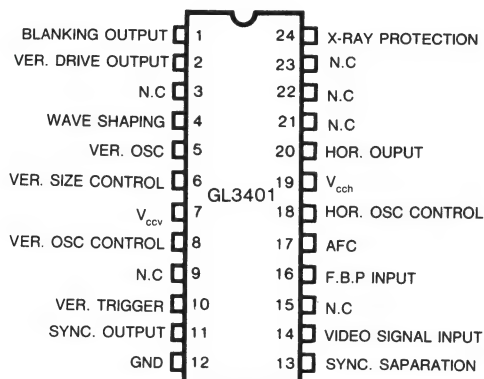 BLANKING OUTPUT 1 24 X-RAY PROTECTION
VER. DRIVE OUTPUT 2 23 N.C
N.C 3 22 N.C
WAVE SHAPING 4 21 N.C
VER. OSC 5 20 HOR. OUPUT
VER. SIZE CONTROL 6 19 Vcch
GL3401
Vccv 7 18 HOR. OSC CONTROL
VER. OSC CONTROL 8 17 AFC
N.C 9 16 F.B.P INPUT
VER. TRIGGER 10 15 N.C
SYNC. OUTPUT 11 14 VIDEO SIGNAL INPUT
GND 12 13 SYNC. SAPARATION